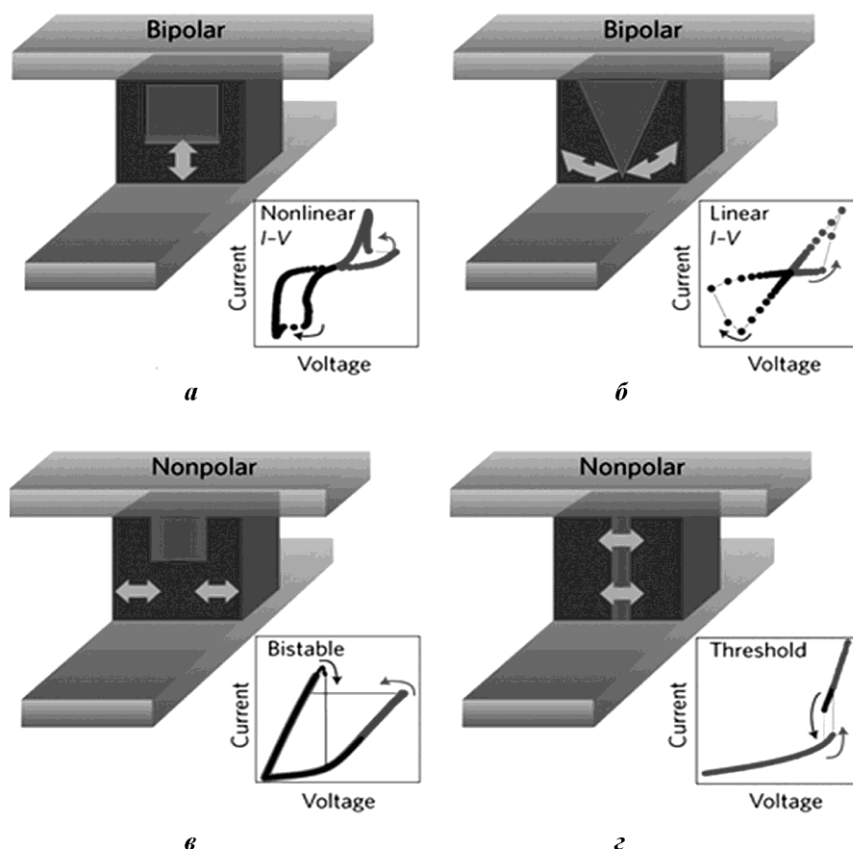 Bipolar
Nonlinear
I–V
Current
Voltage
а
Bipolar
Linear
I–V
Current
Voltage
б
Nonpolar
Bistable
Current
Voltage
в
Nonpolar
Threshold
Current
Voltage
г